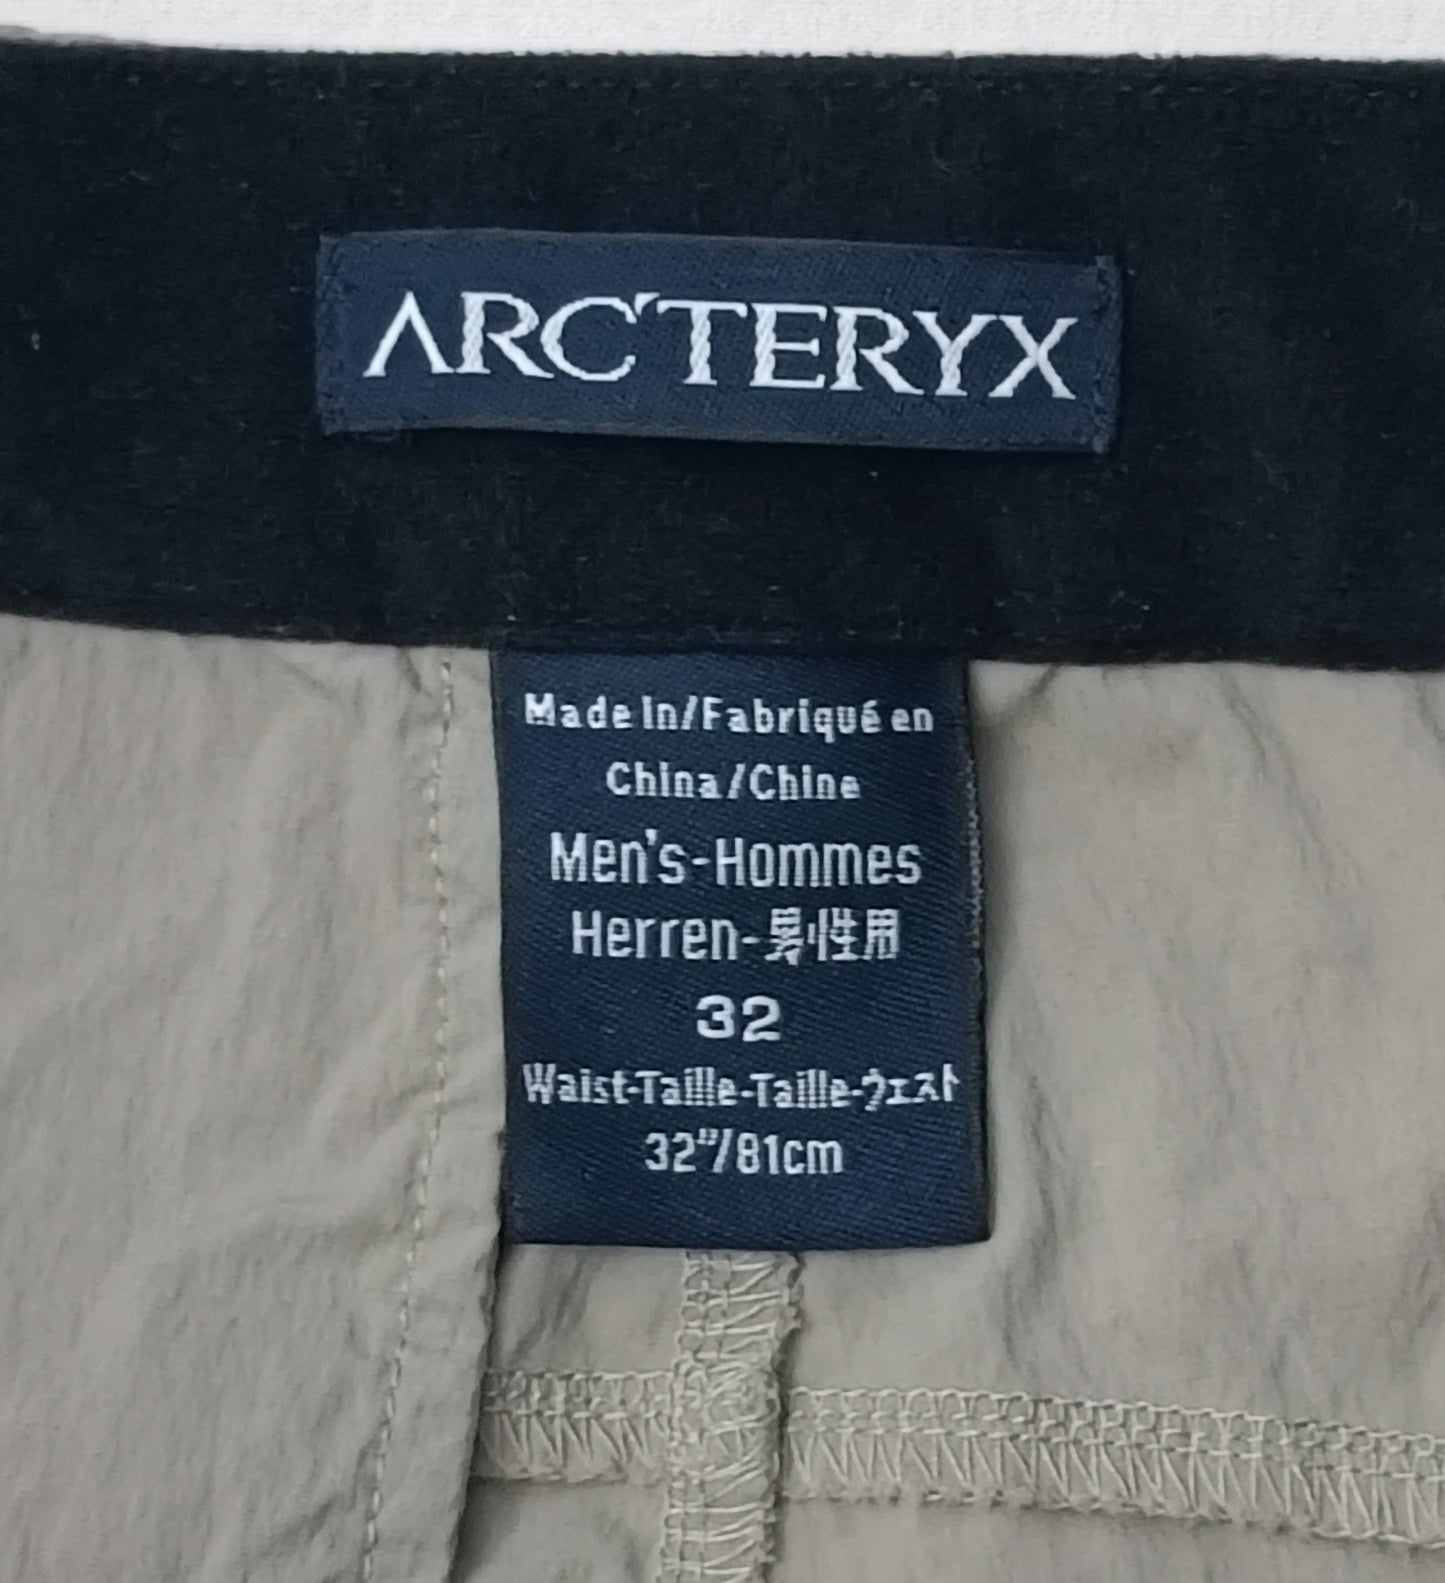 ARC'TERYX
Made In/Fabriqué en
China/Chine
Men's-Hommes
Herren-男性用
32
Waist-Taille-Taille-ウェスト
32"/81cm